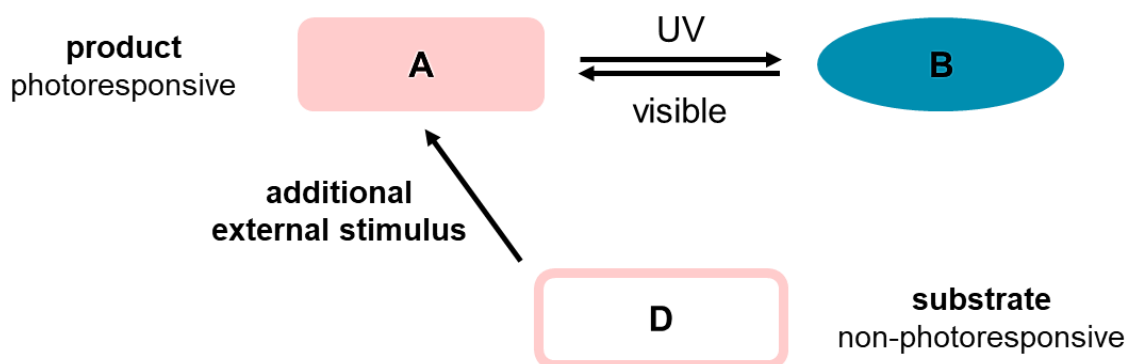 product
photoresponsive
A
UV
visible
B
additional
external stimulus
D
substrate
non-photoresponsive